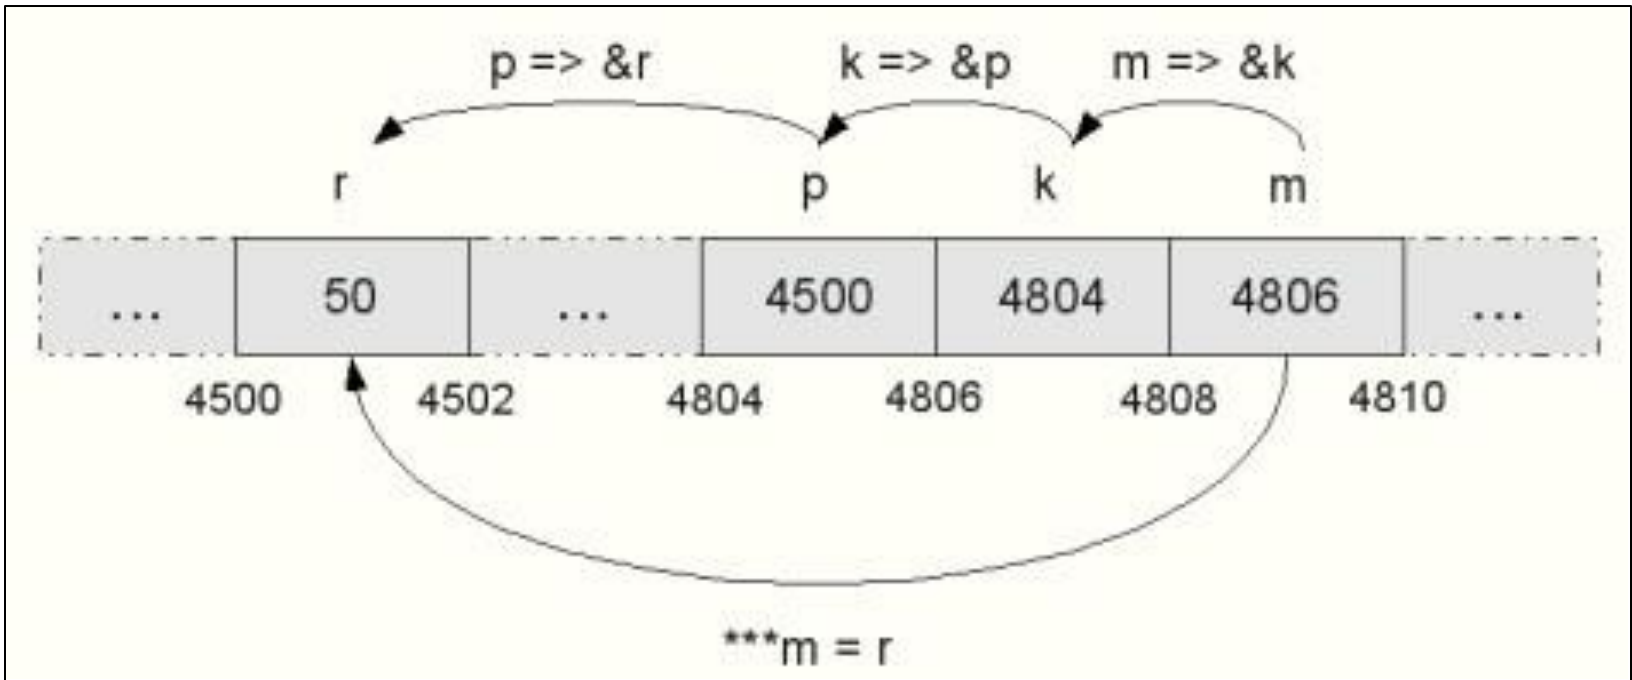 p => &r k => &p m => &k
r p k m
... 50 ... 4500 4804 4806 ...
4500 4502 4804 4806 4808 4810
***m = r